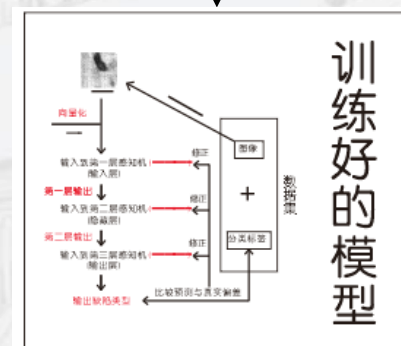 训练好的模型
向量化
输入到第一层感知机
(输入层)
修正
图像
+
数据集
第一层输出
输入到第二层感知机
(隐藏层)
修正
第二层输出
分类标签
输入到第三层感知机
(输出层)
修正
比较预测与真实偏差
输出缺陷类型